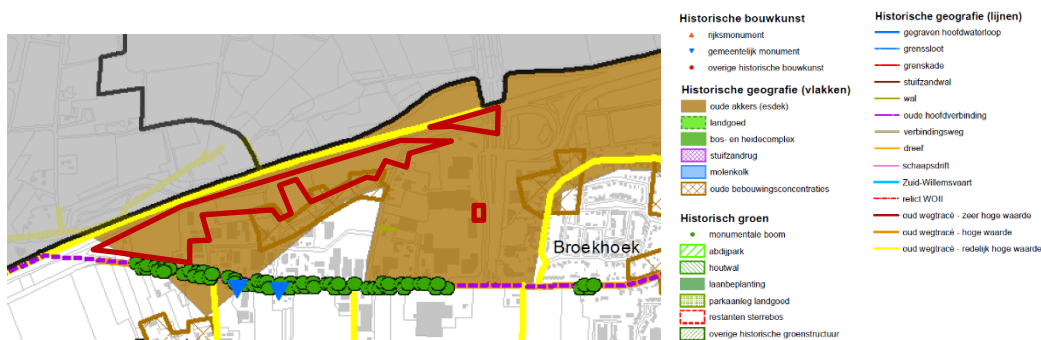 Broekhoek
Historische bouwkunst
rijksmonument
gemeentelijk monument
overige historische bouwkunst
Historische geografie (vlakken)
oude akkers (esdek)
landgoed
bos- en heidecomplex
stuifzandrug
molenkolk
oude bebouwingsconcentraties
Historisch groen
monumentale boom
abdijpark
houtwal
laanbeplanting
parkaanleg landgoed
restanten sterrebos
overige historische groenstructuur
Historische geografie (lijnen)
gegraven hoofdwaterloop
grenssloot
grenskade
stuifzandwal
wal
oude hoofdverbinding
verbindingsweg
dreef
schaapsdrift
Zuid-Willemsvaart
relict WOII
oud wegtracé - zeer hoge waarde
oud wegtracé - hoge waarde
oud wegtracé - redelijk hoge waarde